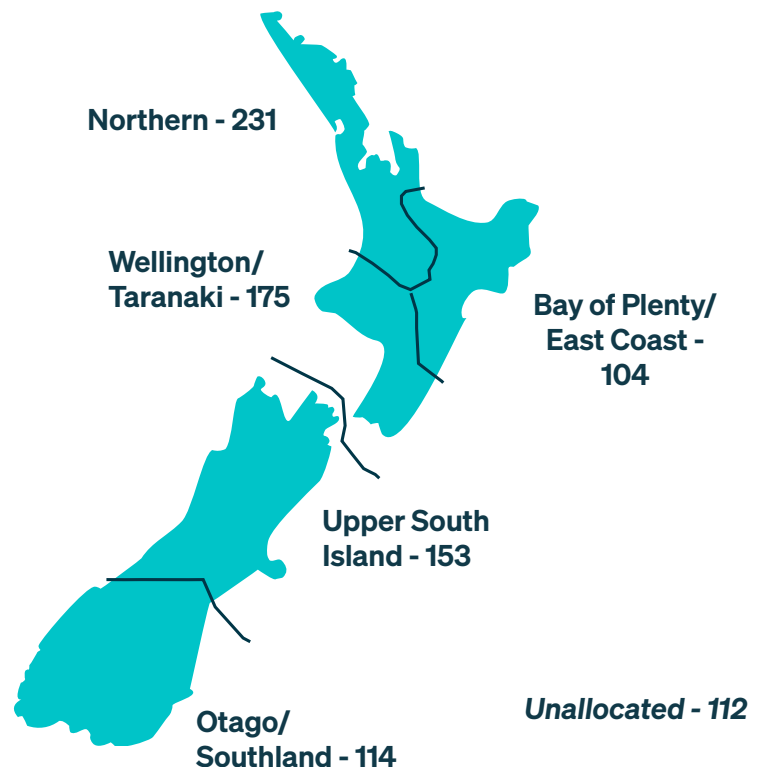 Northern - 231
Wellington/
Taranaki - 175
Bay of Plenty/
East Coast -
104
Upper South
Island - 153
Unallocated - 112
Otago/
Southland - 114